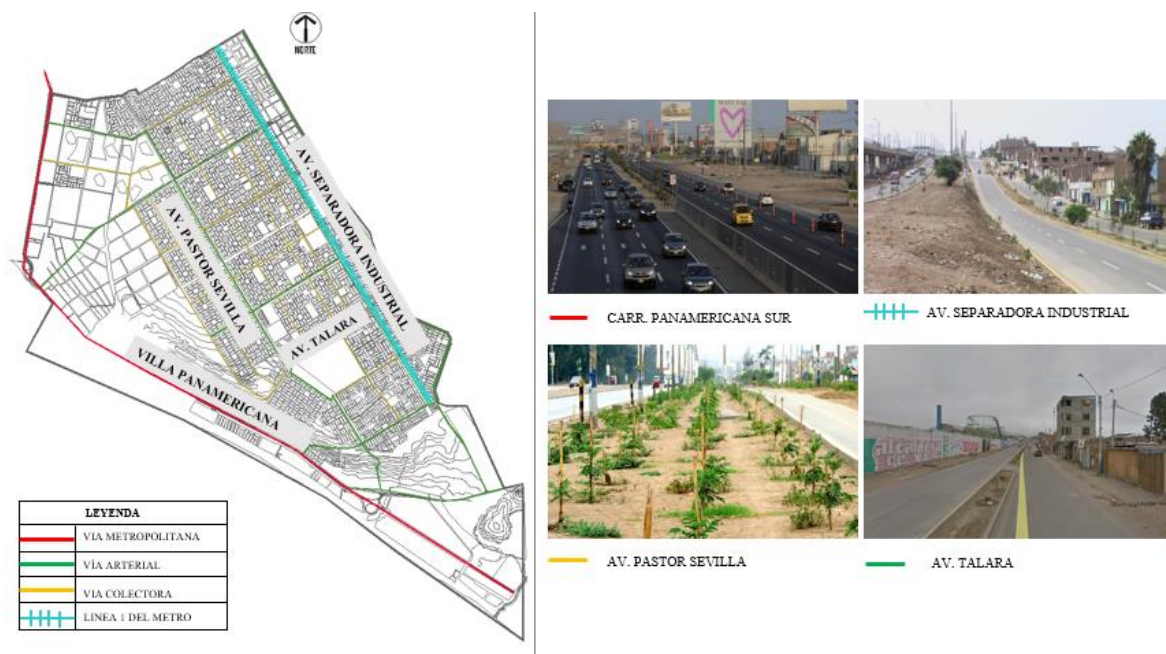 NORTE
AV. SEPARADORA INDUSTRIAL
AV. PASTOR SEVILLA
AV. TALARA
VILLA PANAMERICANA
LEYENDA
VIA METROPOLITANA
VÍA ARTERIAL
VIA COLECTORA
LINEA 1 DEL METRO
CARR. PANAMERICANA SUR
AV. SEPARADORA INDUSTRIAL
AV. PASTOR SEVILLA
AV. TALARA